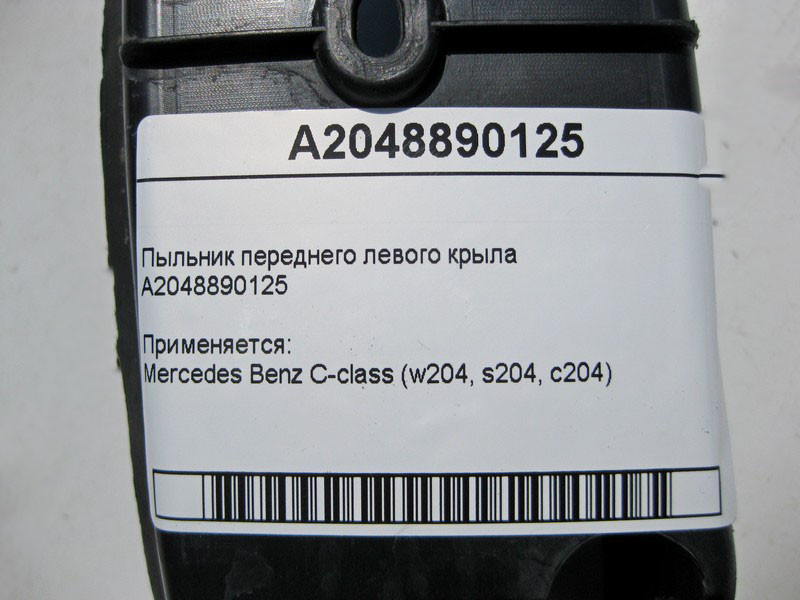 A2048890125
Пыльник переднего левого крыла
A2048890125
Применяется:
Mercedes Benz C-class (w204, s204, c204)